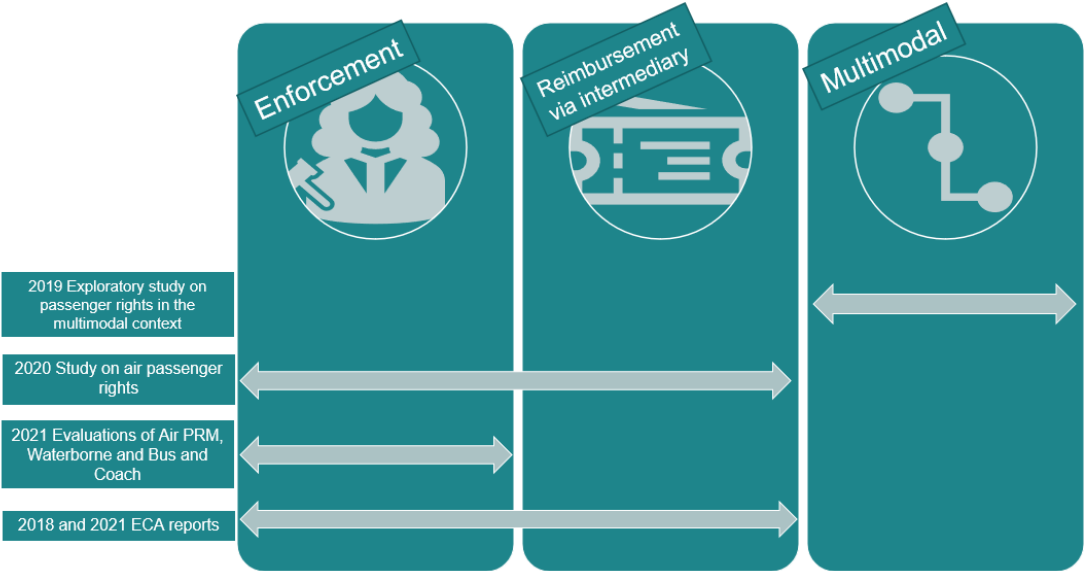 Enforcement
Reimbursement
via intermediary
Multimodal
2019 Exploratory study on
passenger rights in the
multimodal context
2020 Study on air passenger
rights
2021 Evaluations of Air PRM,
Waterborne and Bus and
Coach
2018 and 2021 ECA reports